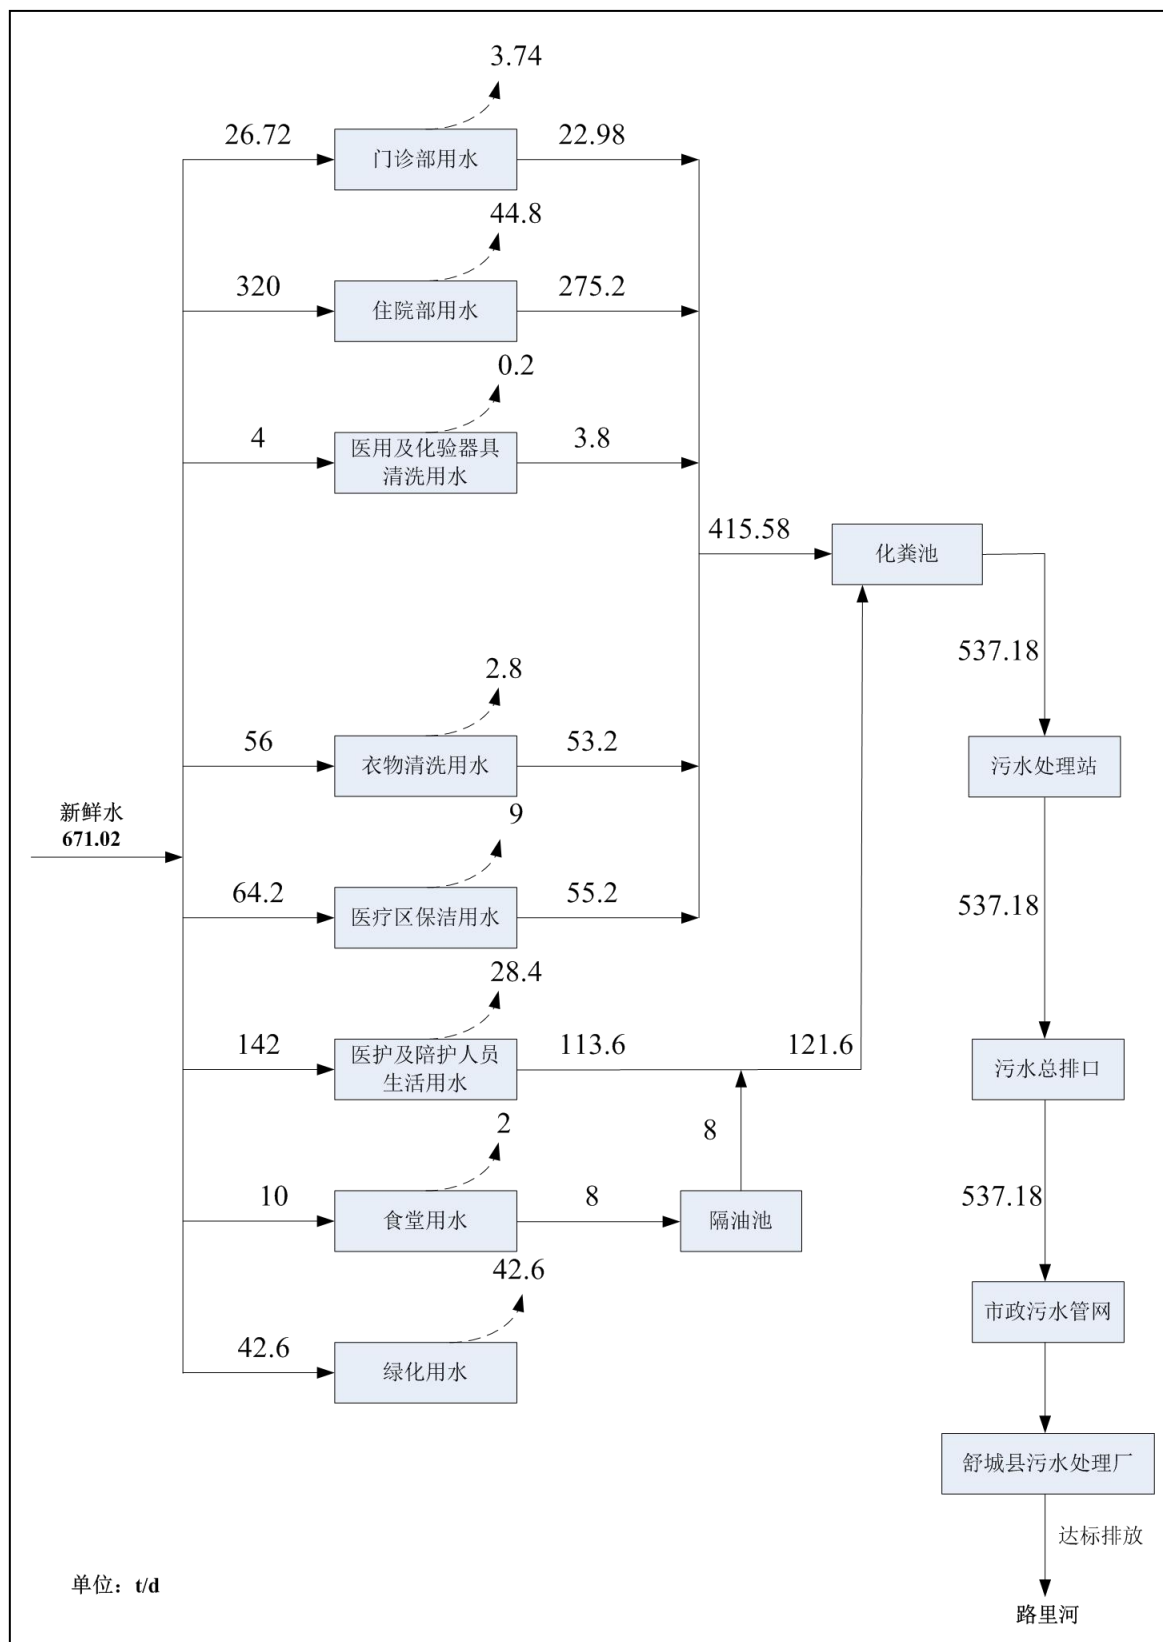 3.74
26.72
门诊部用水
22.98
44.8
320
住院部用水
275.2
0.2
4
医用及化验器具
清洗用水
3.8
415.58
化粪池
537.18
2.8
56
衣物清洗用水
53.2
污水处理站
新鲜水
671.02
9
64.2
医疗区保洁用水
55.2
537.18
28.4
142
医护及陪护人员
生活用水
113.6
121.6
污水总排口
2
8
10
食堂用水
8
隔油池
537.18
42.6
42.6
绿化用水
市政污水管网
舒城县污水处理厂
达标排放
路里河
单位：t/d